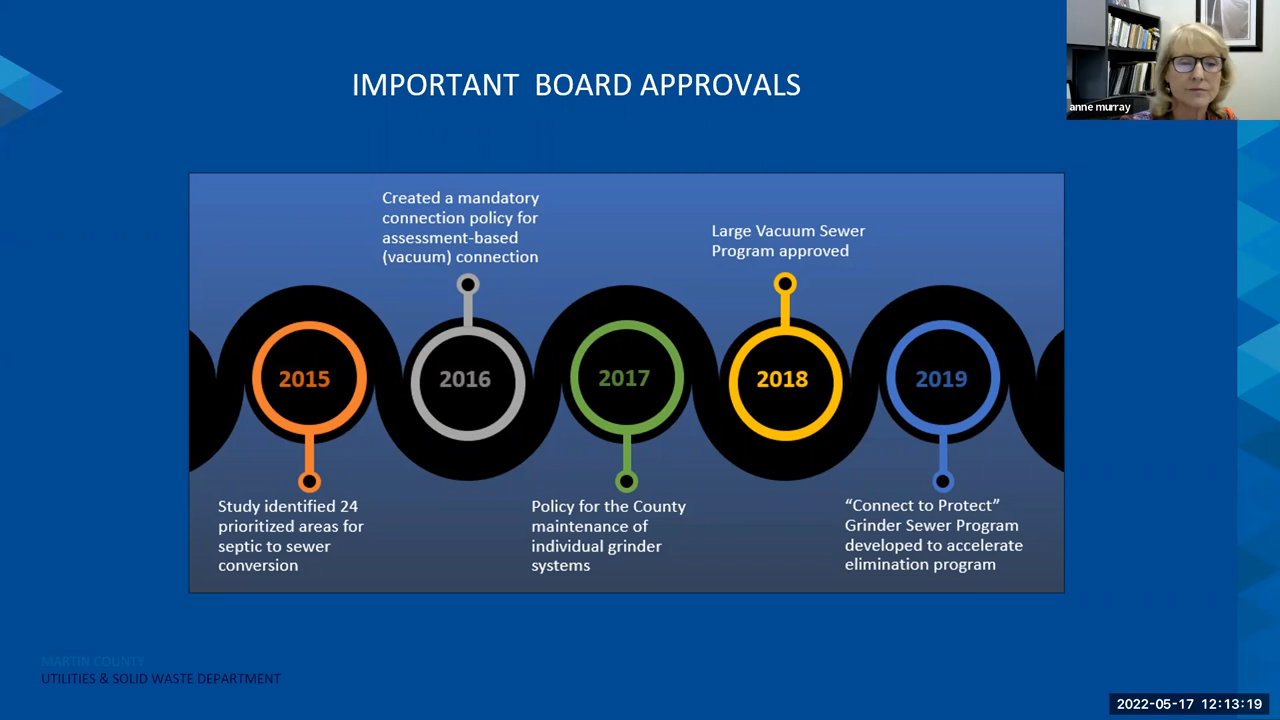 IMPORTANT BOARD APPROVALS
anne murray
Created a mandatory
connection policy for
assessment-based
(vacuum) connection
Large Vacuum Sewer
Program approved
2015
2016
2017
2018
2019
Study identified 24
prioritized areas for
septic to sewer
conversion
Policy for the County
maintenance of
individual grinder
systems
“Connect to Protect”
Grinder Sewer Program
developed to accelerate
elimination program
MARTIN COUNTY
UTILITIES & SOLID WASTE DEPARTMENT
2022-05-17 12:13:19